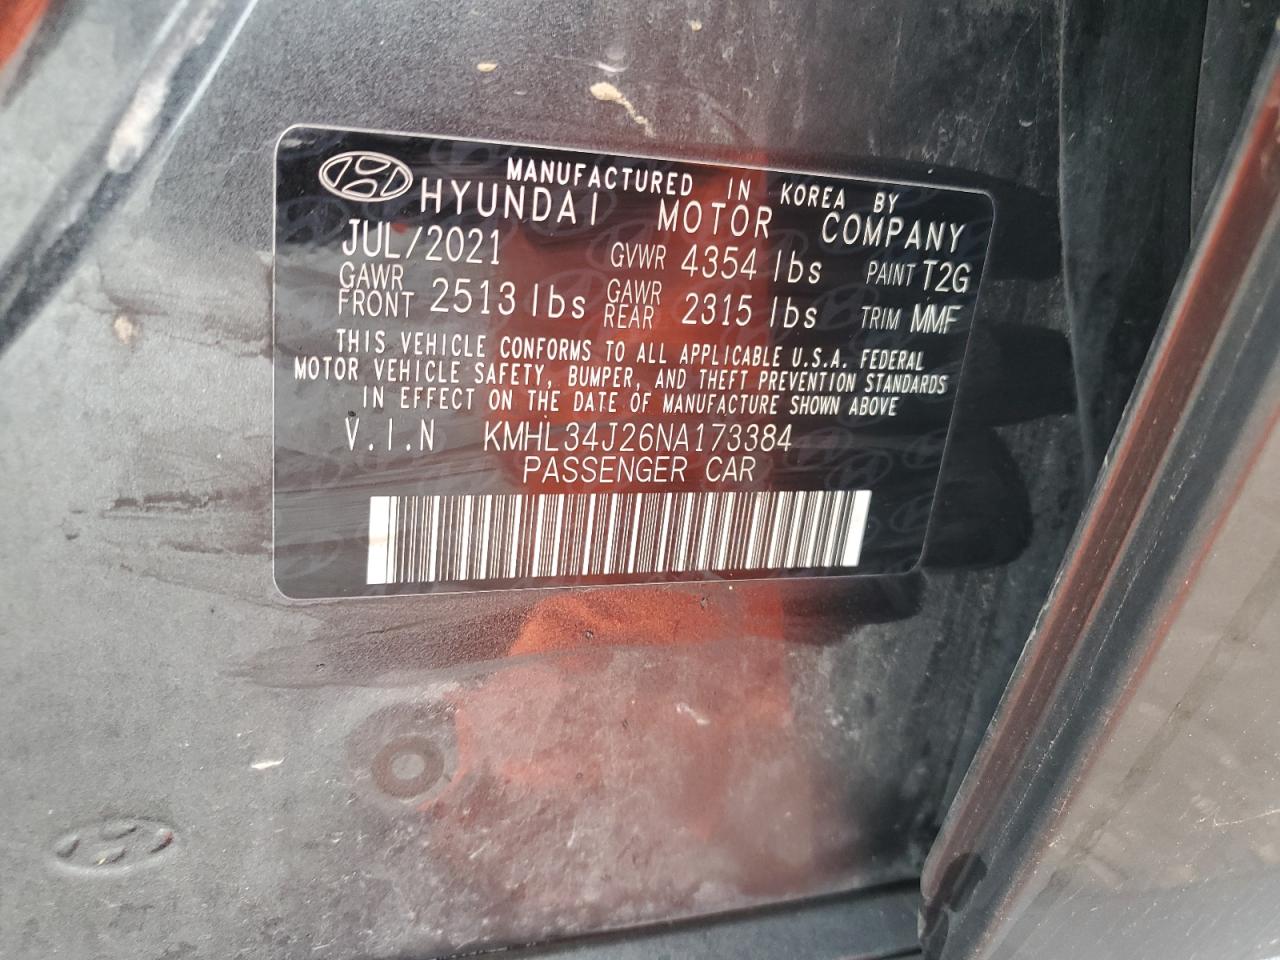 MANUFACTURED IN KOREA BY
HYUNDAI MOTOR COMPANY
JUL/2021 GVWR 4354 lbs PAINT T2G
GAWR FRONT 2513 lbs GAWR REAR 2315 lbs TRIM MMF
THIS VEHICLE CONFORMS TO ALL APPLICABLE U.S.A. FEDERAL
MOTOR VEHICLE SAFETY, BUMPER, AND THEFT PREVENTION STANDARDS
IN EFFECT ON THE DATE OF MANUFACTURE SHOWN ABOVE
V.I.N KMHL34J26NA173384
PASSENGER CAR